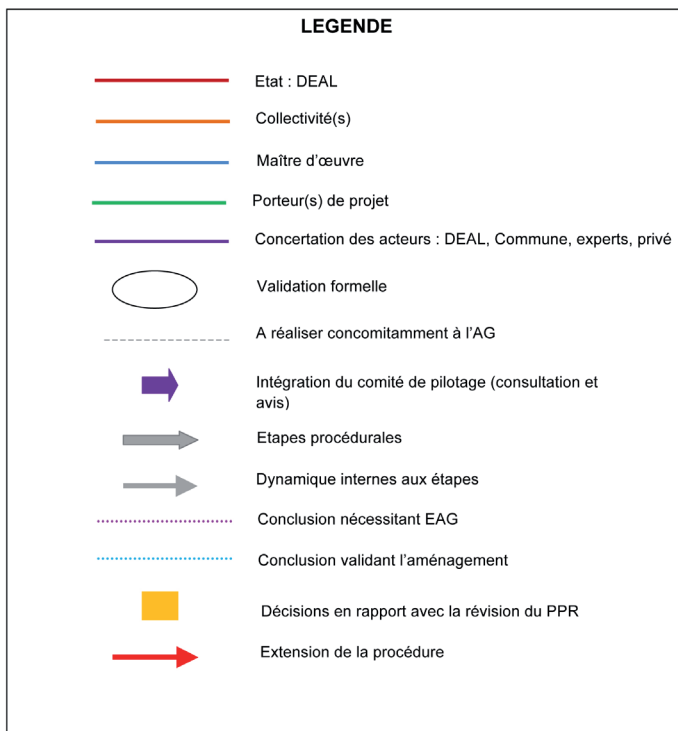 LEGENDE
Etat : DEAL
Collectivité(s)
Maître d'œuvre
Porteur(s) de projet
Concertation des acteurs : DEAL, Commune, experts, privé
Validation formelle
A réaliser concomitamment à l'AG
Intégration du comité de pilotage (consultation et
avis)
Etapes procédurales
Dynamique internes aux étapes
Conclusion nécessitant EAG
Conclusion validant l'aménagement
Décisions en rapport avec la révision du PPR
Extension de la procédure